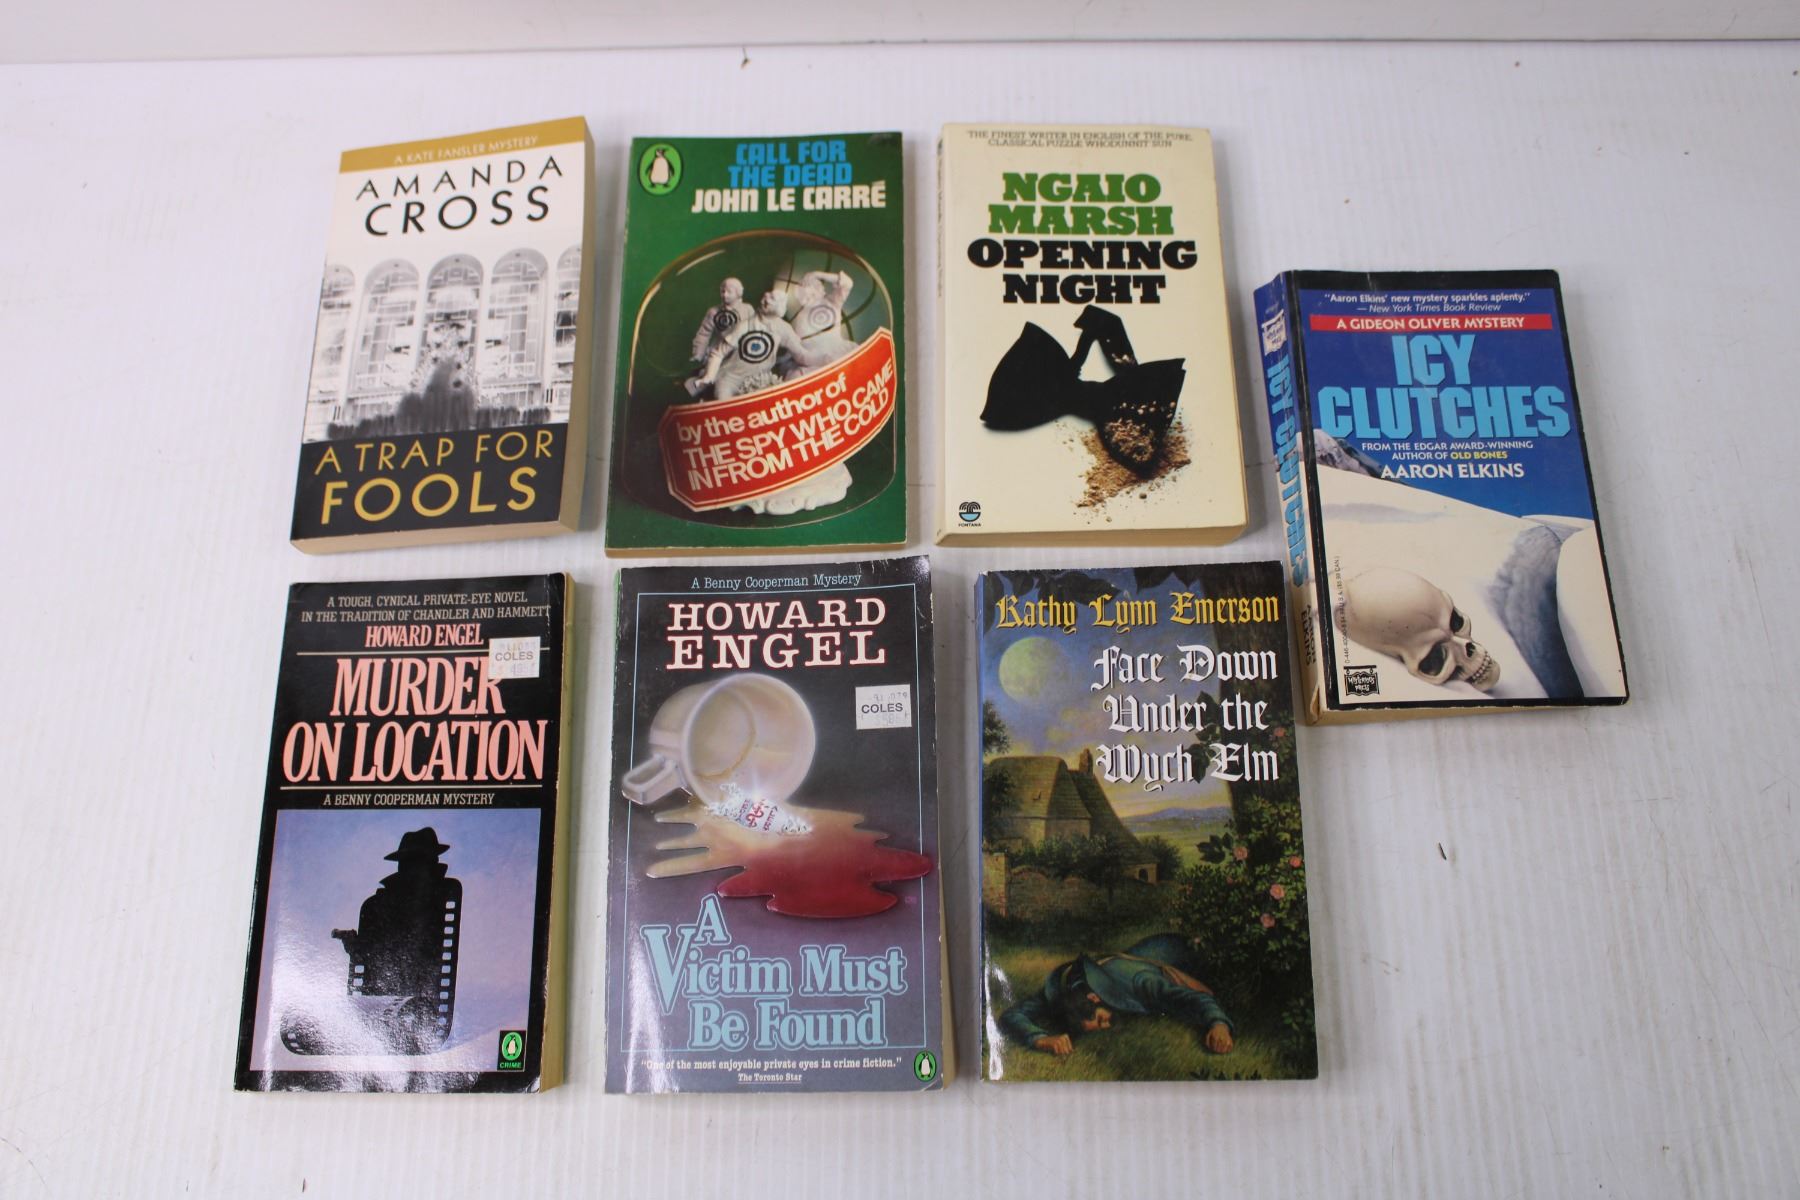 A KATE FANSLER MYSTERY
AMANDA
CROSS
A TRAP FOR
FOOLS
CALL FOR
THE DEAD
JOHN LE CARRÉ
by the author of
THE SPY WHO CAME
IN FROM THE COLD
THE FINEST WRITER IN ENGLISH OF THE PURE,
CLASSICAL PUZZLE WHODUNNIT SUN
NGAIO
MARSH
OPENING
NIGHT
FONTANA
"Aaron Elkins' new mystery sparkles aplenty."
— New York Times Book Review
A GIDEON OLIVER MYSTERY
ICY
CLUTCHES
FROM THE EDGAR AWARD-WINNING
AUTHOR OF OLD BONES
AARON ELKINS
MYSTERIOUS
PRESS
ICY CLUTCHES
A TOUGH, CYNICAL PRIVATE-EYE NOVEL
IN THE TRADITION OF CHANDLER AND HAMMETT
HOWARD ENGEL
COLES
MURDER
ON LOCATION
A BENNY COOPERMAN MYSTERY
CRIME
A Benny Cooperman Mystery
HOWARD
ENGEL
COLES
A
Victim Must
Be Found
"One of the most enjoyable private eyes in crime fiction."
The Toronto Star
Kathy Lynn Emerson
Face Down
Under the
Wych Elm